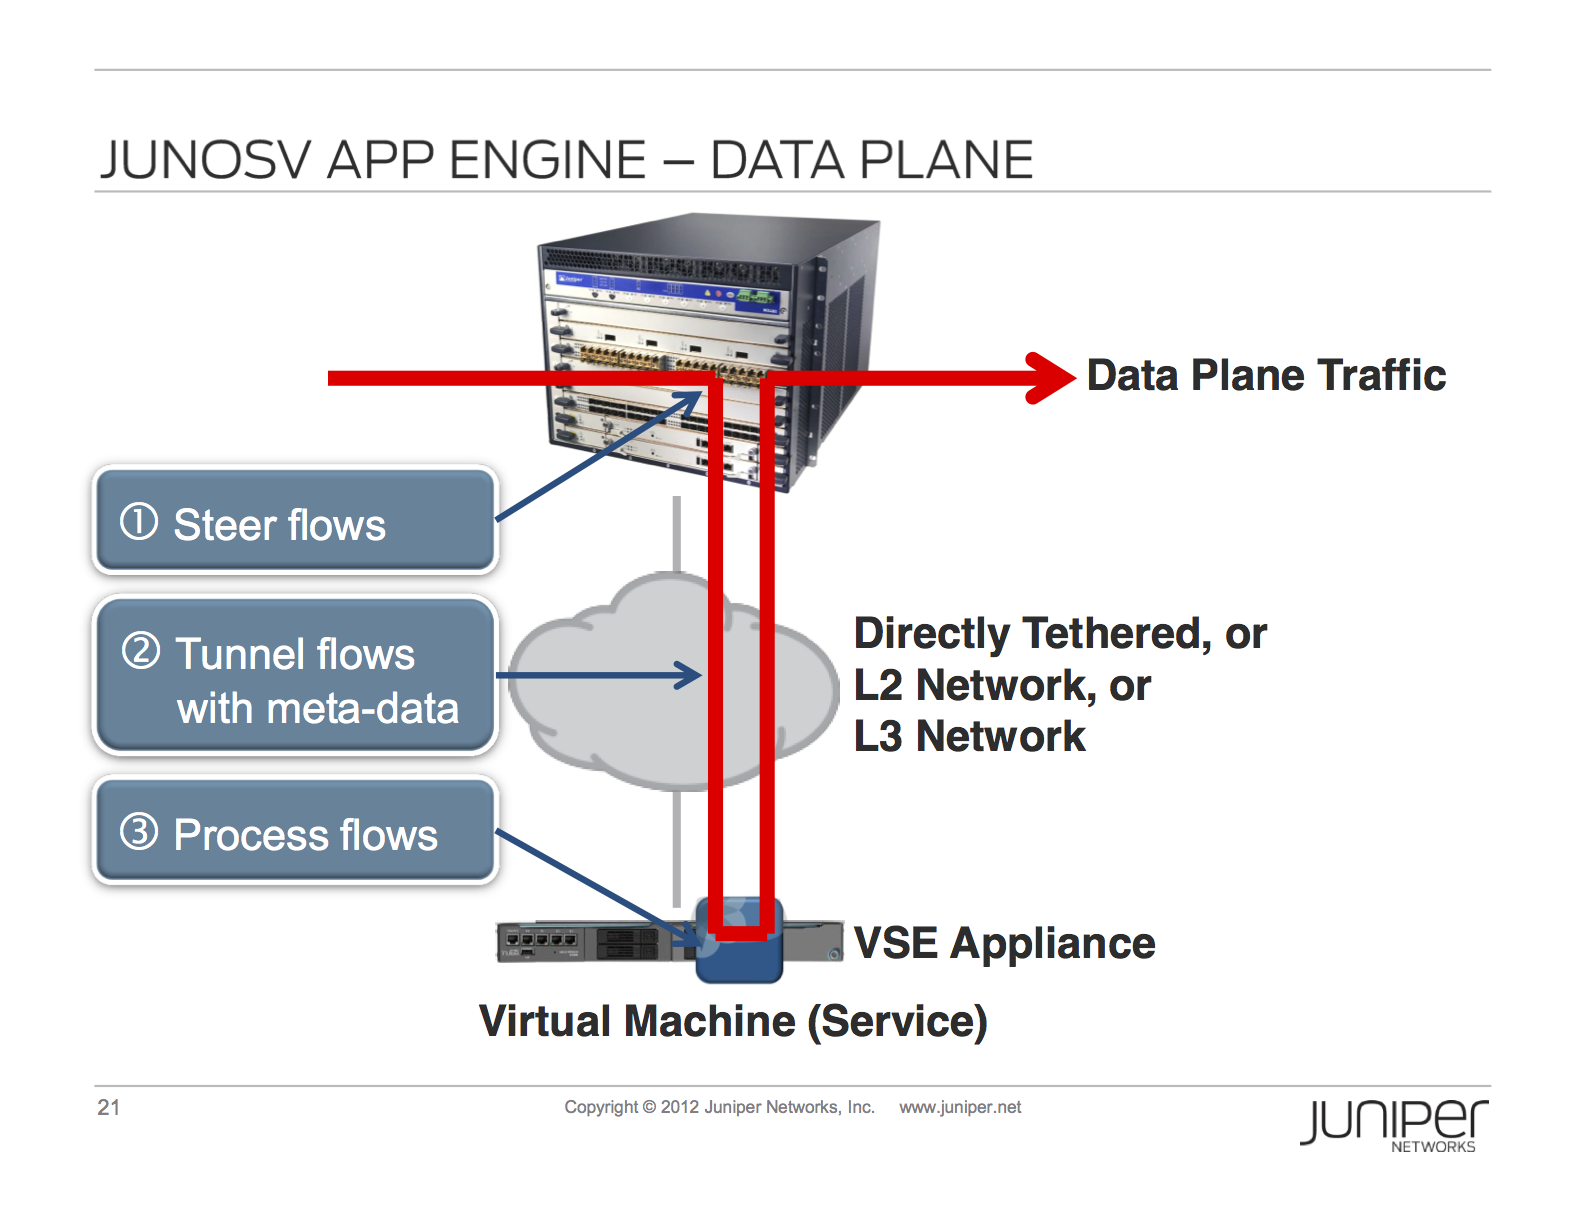 JUNOSV APP ENGINE – DATA PLANE
Data Plane Traffic
① Steer flows
② Tunnel flows
with meta-data
Directly Tethered, or
L2 Network, or
L3 Network
③ Process flows
VSE Appliance
Virtual Machine (Service)
21
Copyright © 2012 Juniper Networks, Inc. www.juniper.net
JUNIPER
NETWORKS